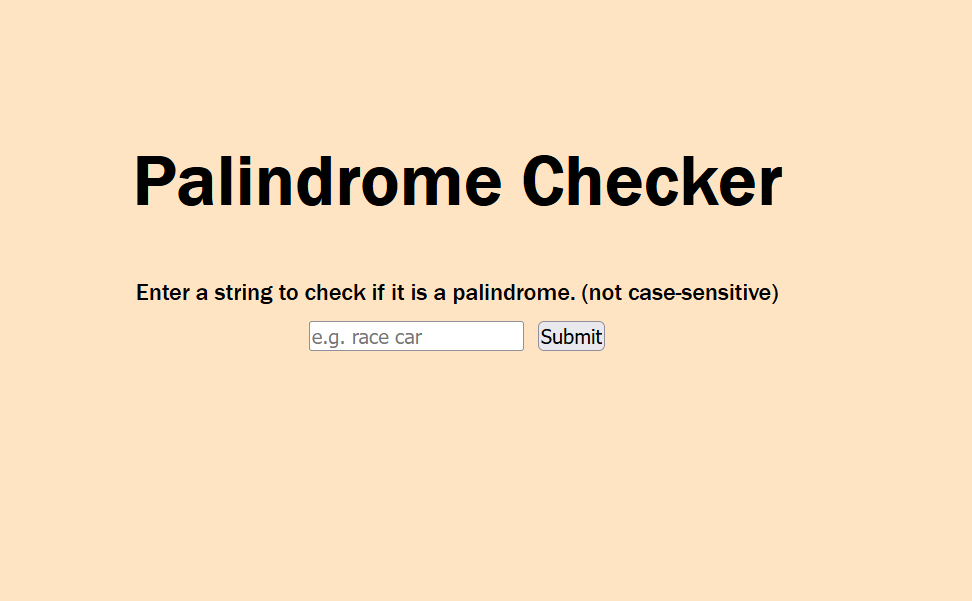 Palindrome Checker
Enter a string to check if it is a palindrome. (not case-sensitive)
e.g. race car Submit